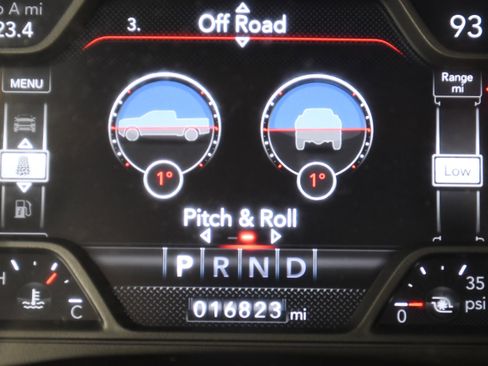 A mi
23.4
3.
Off Road
93
MENU
Range
mi
1°
1°
Low
Pitch & Roll
P R N D
H
C
016823 mi
0
35
psi